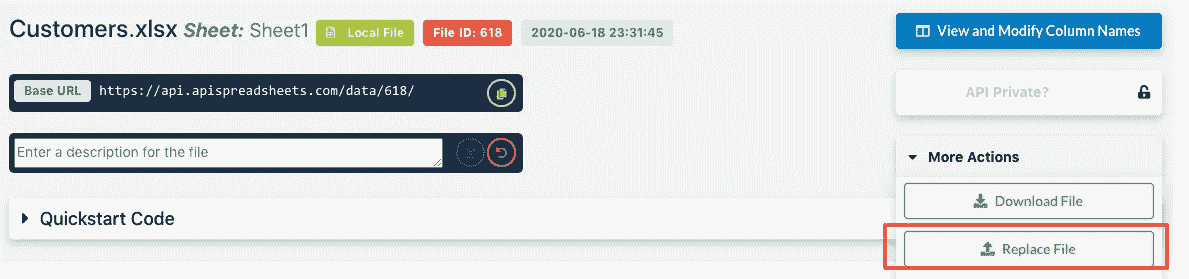 Customers.xlsx Sheet: Sheet1 Local File File ID: 618 2020-06-18 23:31:45
View and Modify Column Names
Base URL https://api.apispreadsheets.com/data/618/
API Private?
Enter a description for the file
More Actions
Download File
Quickstart Code
Replace File